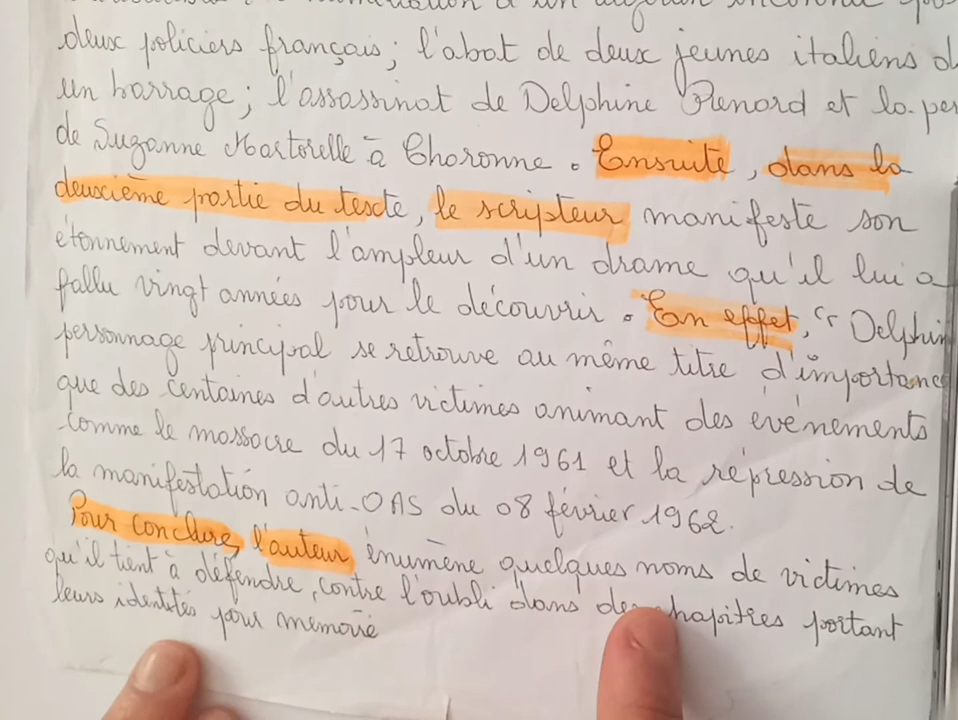 deux policiers français ; l'abat de deux jeunes italiens d
un barrage ; l'assassinat de Delphine Renard et la per
de Suzanne Martorelle à Charonne. Ensuite, dans la
deuxième partie du texte, le scripteur manifeste son
étonnement devant l'ampleur d'un drame qu'il lui a
fallu vingt années pour le découvrir. En effet, " Delphin
personnage principal se retrouve au même titre d'importance
que des centaines d'autres victimes animant des événements
comme le massacre du 17 octobre 1961 et la répression de
la manifestation anti-OAS du 08 février 1962.
Pour conclure, l'auteur énumène quelques noms de victimes
qu'il tient à défendre, contre l'oubli dans des chapitres portant
leurs identités pour memoire